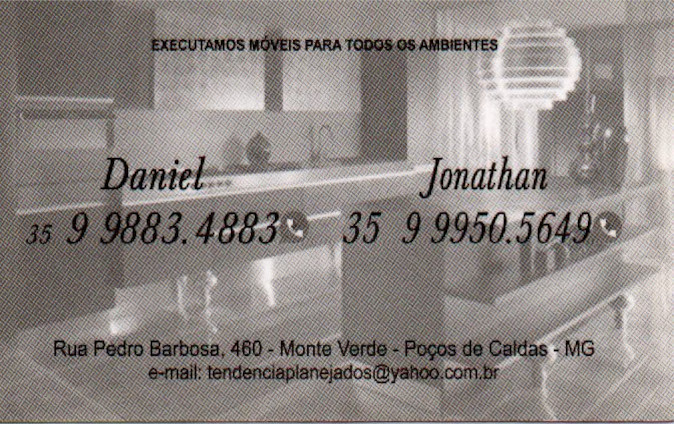 EXECUTAMOS MÓVEIS PARA TODOS OS AMBIENTES
Daniel Jonathan
35 9 9883.4883 35 9 9950.5649
Rua Pedro Barbosa, 460 - Monte Verde - Poços de Caldas - MG
e-mail: tendenciaplanejados@yahoo.com.br